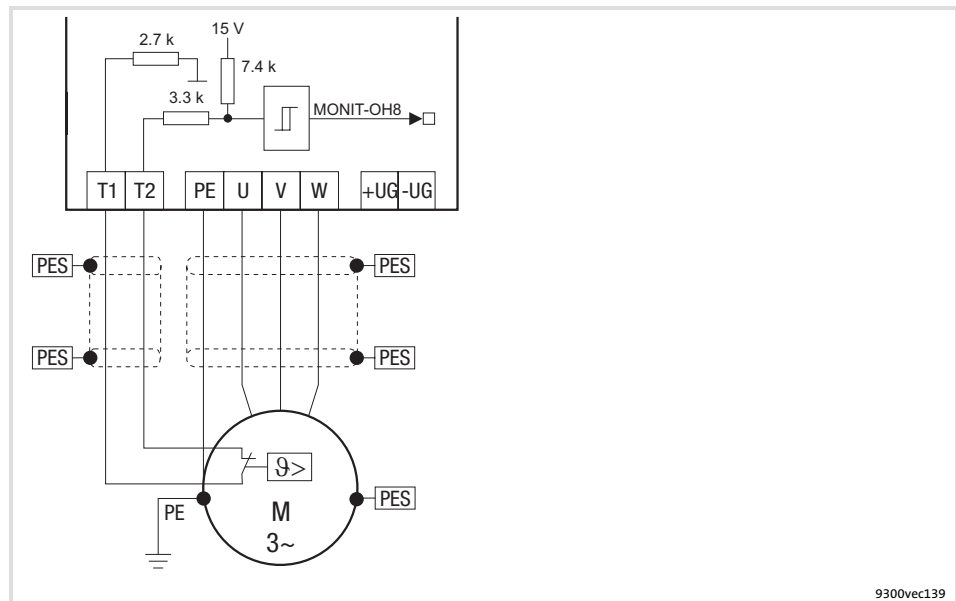 15 V
2.7 k
7.4 k
3.3 k
MONIT-OH8
T1 T2 PE U V W +UG -UG
PES PES
PES PES
ϑ>
PES
PE
M
3~
9300vec139